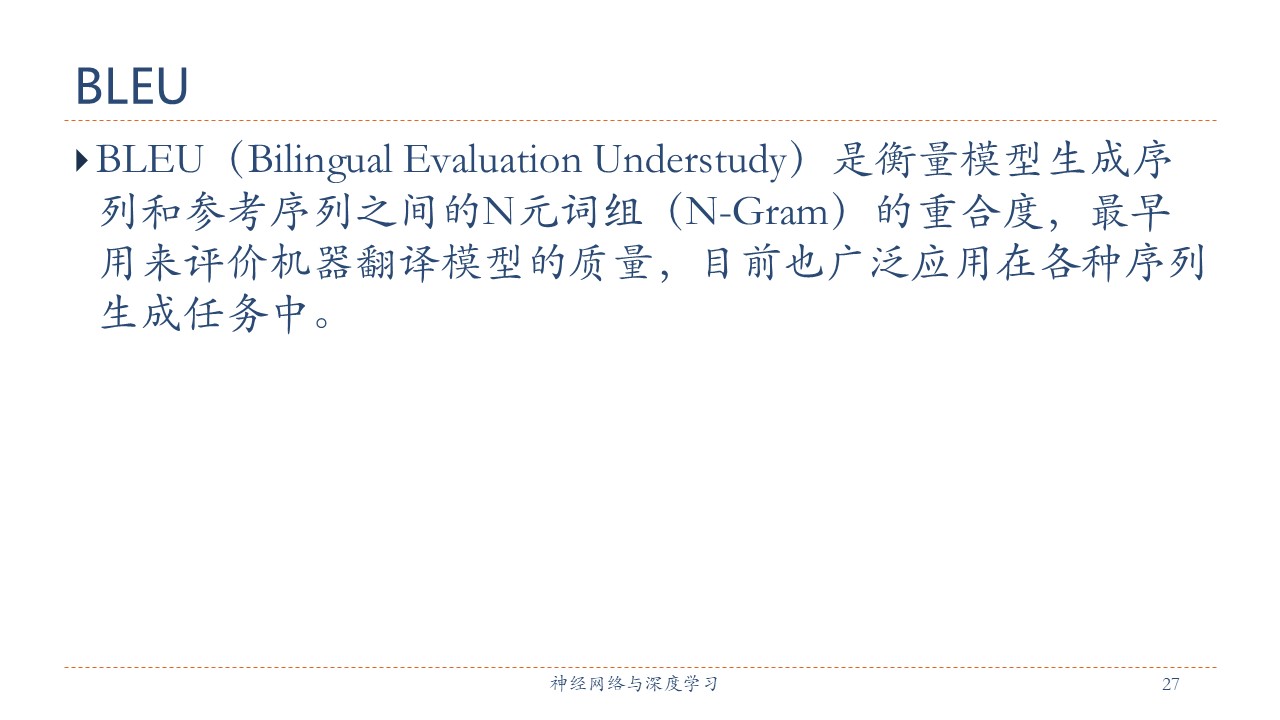 BLEU
BLEU（Bilingual Evaluation Understudy）是衡量模型生成序
列和参考序列之间的N元词组（N-Gram）的重合度，最早
用来评价机器翻译模型的质量，目前也广泛应用在各种序列
生成任务中。
神经网络与深度学习
27